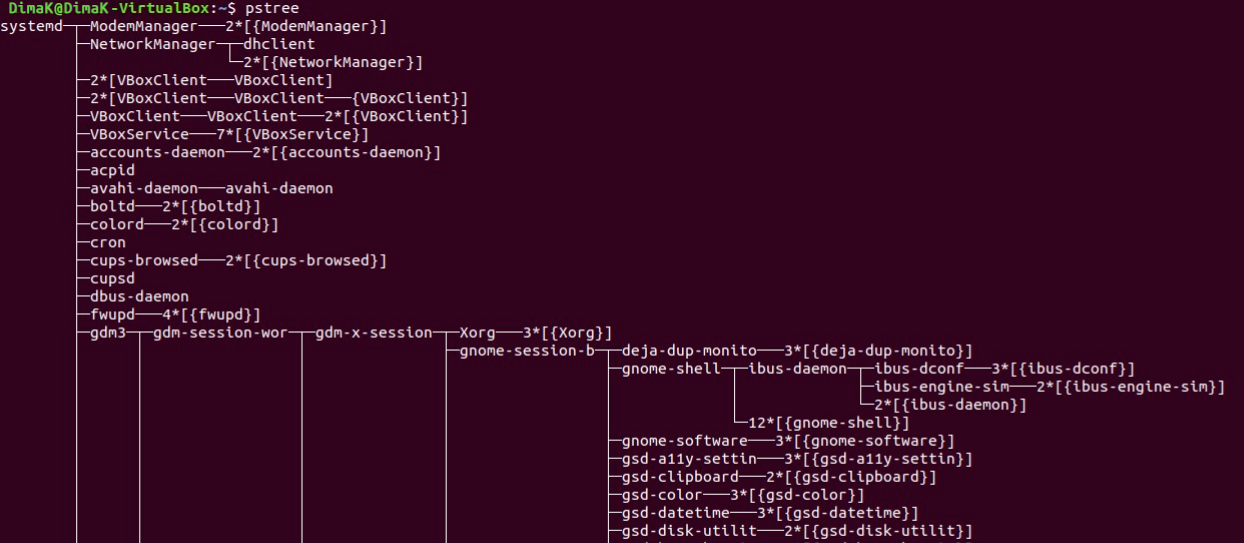 DimaK@DimaK-VirtualBox:~$ pstree
systemd─┬─ModemManager───2*[{ModemManager}]
        ├─NetworkManager─┬─dhclient
        │                └─2*[{NetworkManager}]
        ├─2*[VBoxClient───VBoxClient]
        ├─2*[VBoxClient───VBoxClient───{VBoxClient}]
        ├─VBoxClient───VBoxClient───2*[{VBoxClient}]
        ├─VBoxService───7*[{VBoxService}]
        ├─accounts-daemon───2*[{accounts-daemon}]
        ├─acpid
        ├─avahi-daemon───avahi-daemon
        ├─boltd───2*[{boltd}]
        ├─colord───2*[{colord}]
        ├─cron
        ├─cups-browsed───2*[{cups-browsed}]
        ├─cupsd
        ├─dbus-daemon
        ├─fwupd───4*[{fwupd}]
        ├─gdm3─┬─gdm-session-wor─┬─gdm-x-session─┬─Xorg───3*[{Xorg}]
        │      │                 │               ├─gnome-session-b─┬─deja-dup-monito───3*[{deja-dup-monito}]
        │      │                 │               │                 ├─gnome-shell─┬─ibus-daemon─┬─ibus-dconf───3*[{ibus-dconf}]
        │      │                 │               │                 │             │             ├─ibus-engine-sim───2*[{ibus-engine-sim}]
        │      │                 │               │                 │             │             └─2*[{ibus-daemon}]
        │      │                 │               │                 │             └─12*[{gnome-shell}]
        │      │                 │               │                 ├─gnome-software───3*[{gnome-software}]
        │      │                 │               │                 ├─gsd-a11y-settin───3*[{gsd-a11y-settin}]
        │      │                 │               │                 ├─gsd-clipboard───2*[{gsd-clipboard}]
        │      │                 │               │                 ├─gsd-color───3*[{gsd-color}]
        │      │                 │               │                 ├─gsd-datetime───3*[{gsd-datetime}]
        │      │                 │               │                 ├─gsd-disk-utilit───2*[{gsd-disk-utilit}]